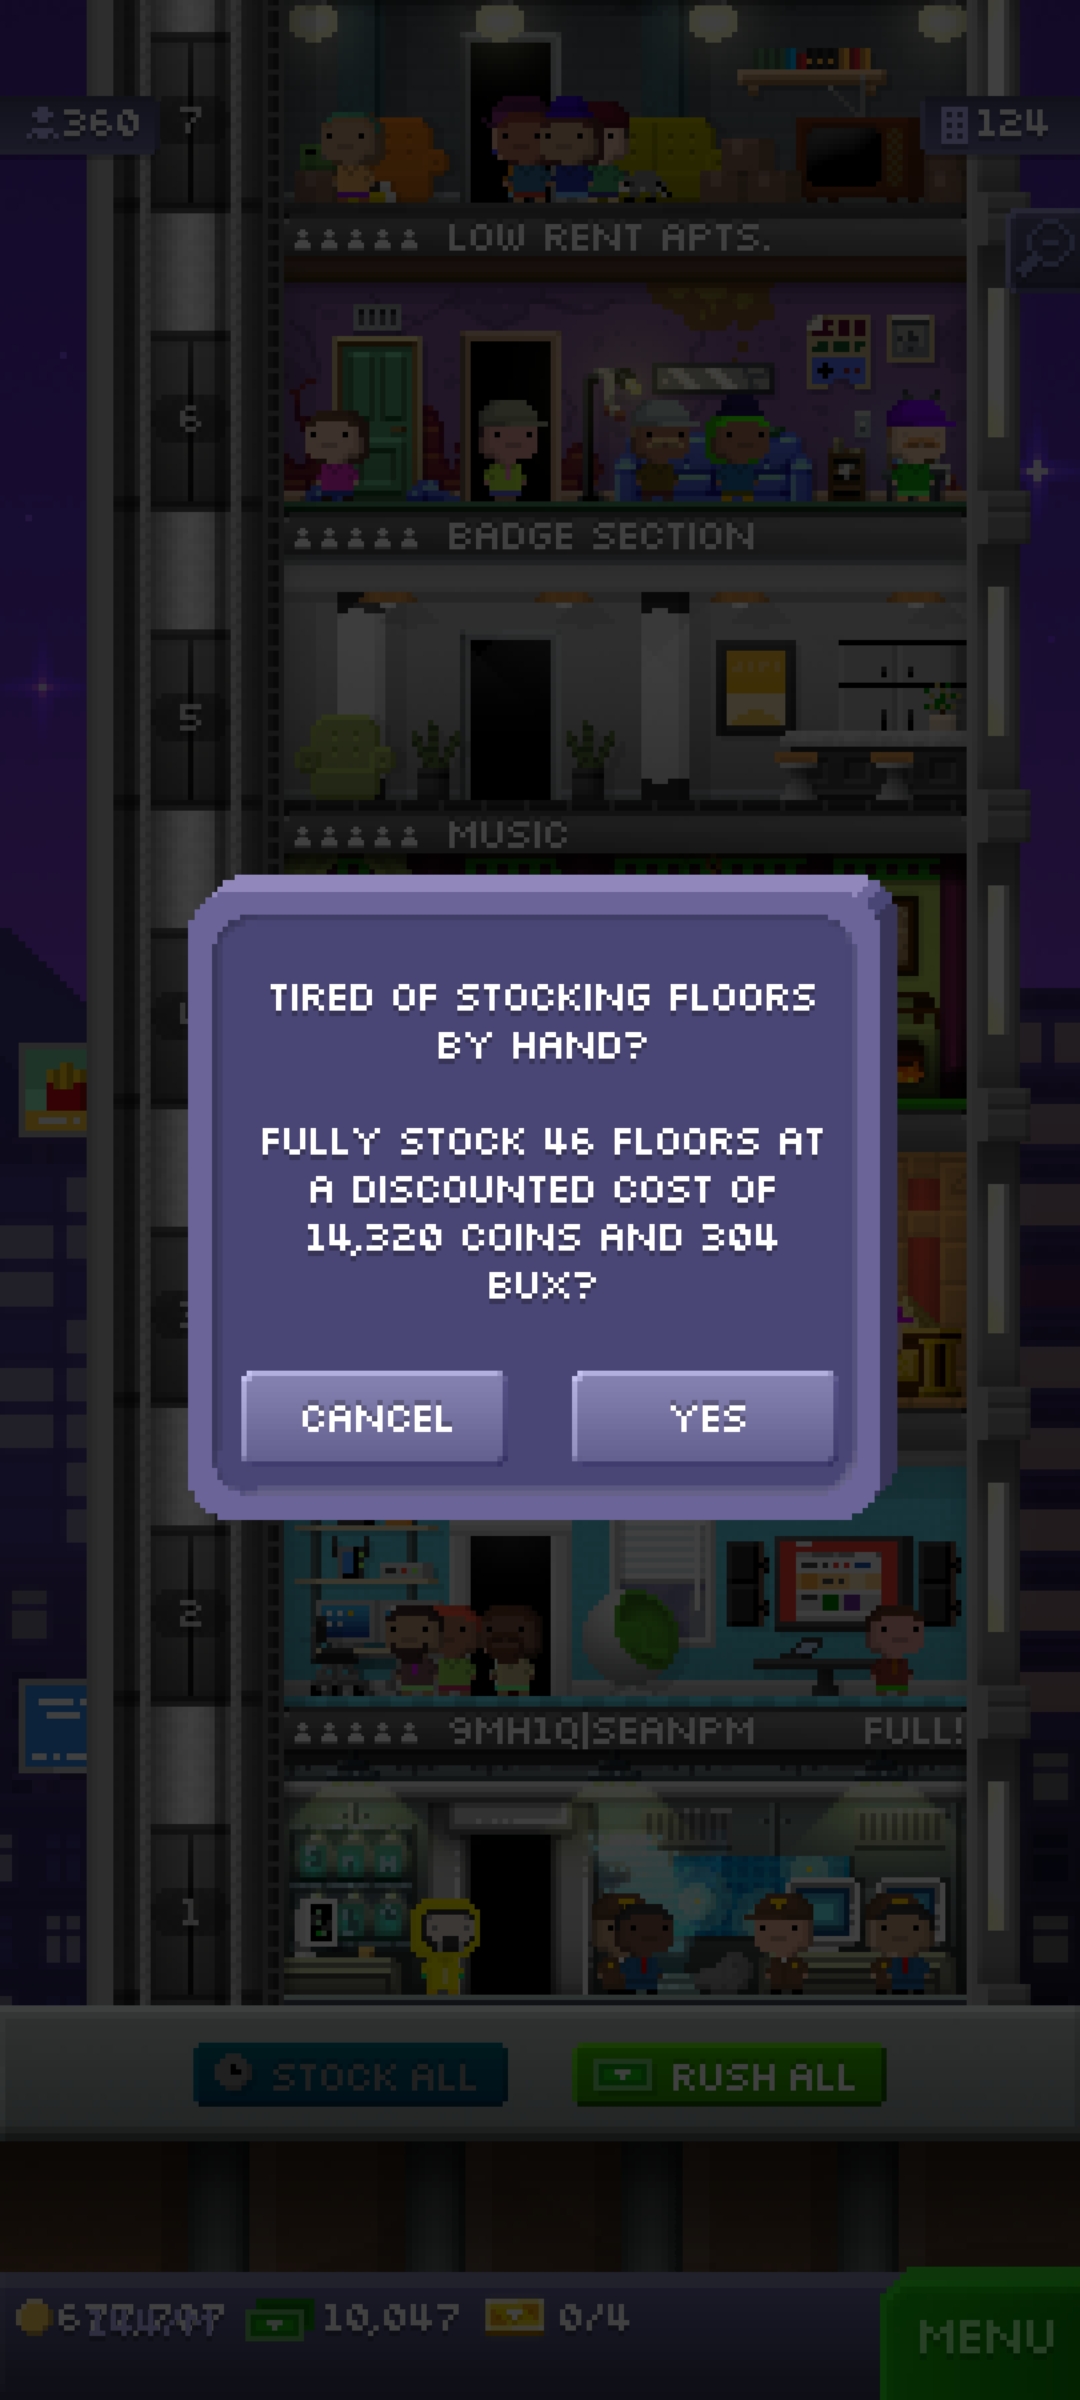 360
7
124
LOW RENT APTS.
6
BADGE SECTION
5
MUSIC
TIRED OF STOCKING FLOORS
BY HAND?
FULLY STOCK 46 FLOORS AT
A DISCOUNTED COST OF
14,320 COINS AND 304
BUX?
CANCEL
YES
2
9MH1Q|SEANPM
FULL!
1
STOCK ALL
RUSH ALL
10,047
0/4
MENU